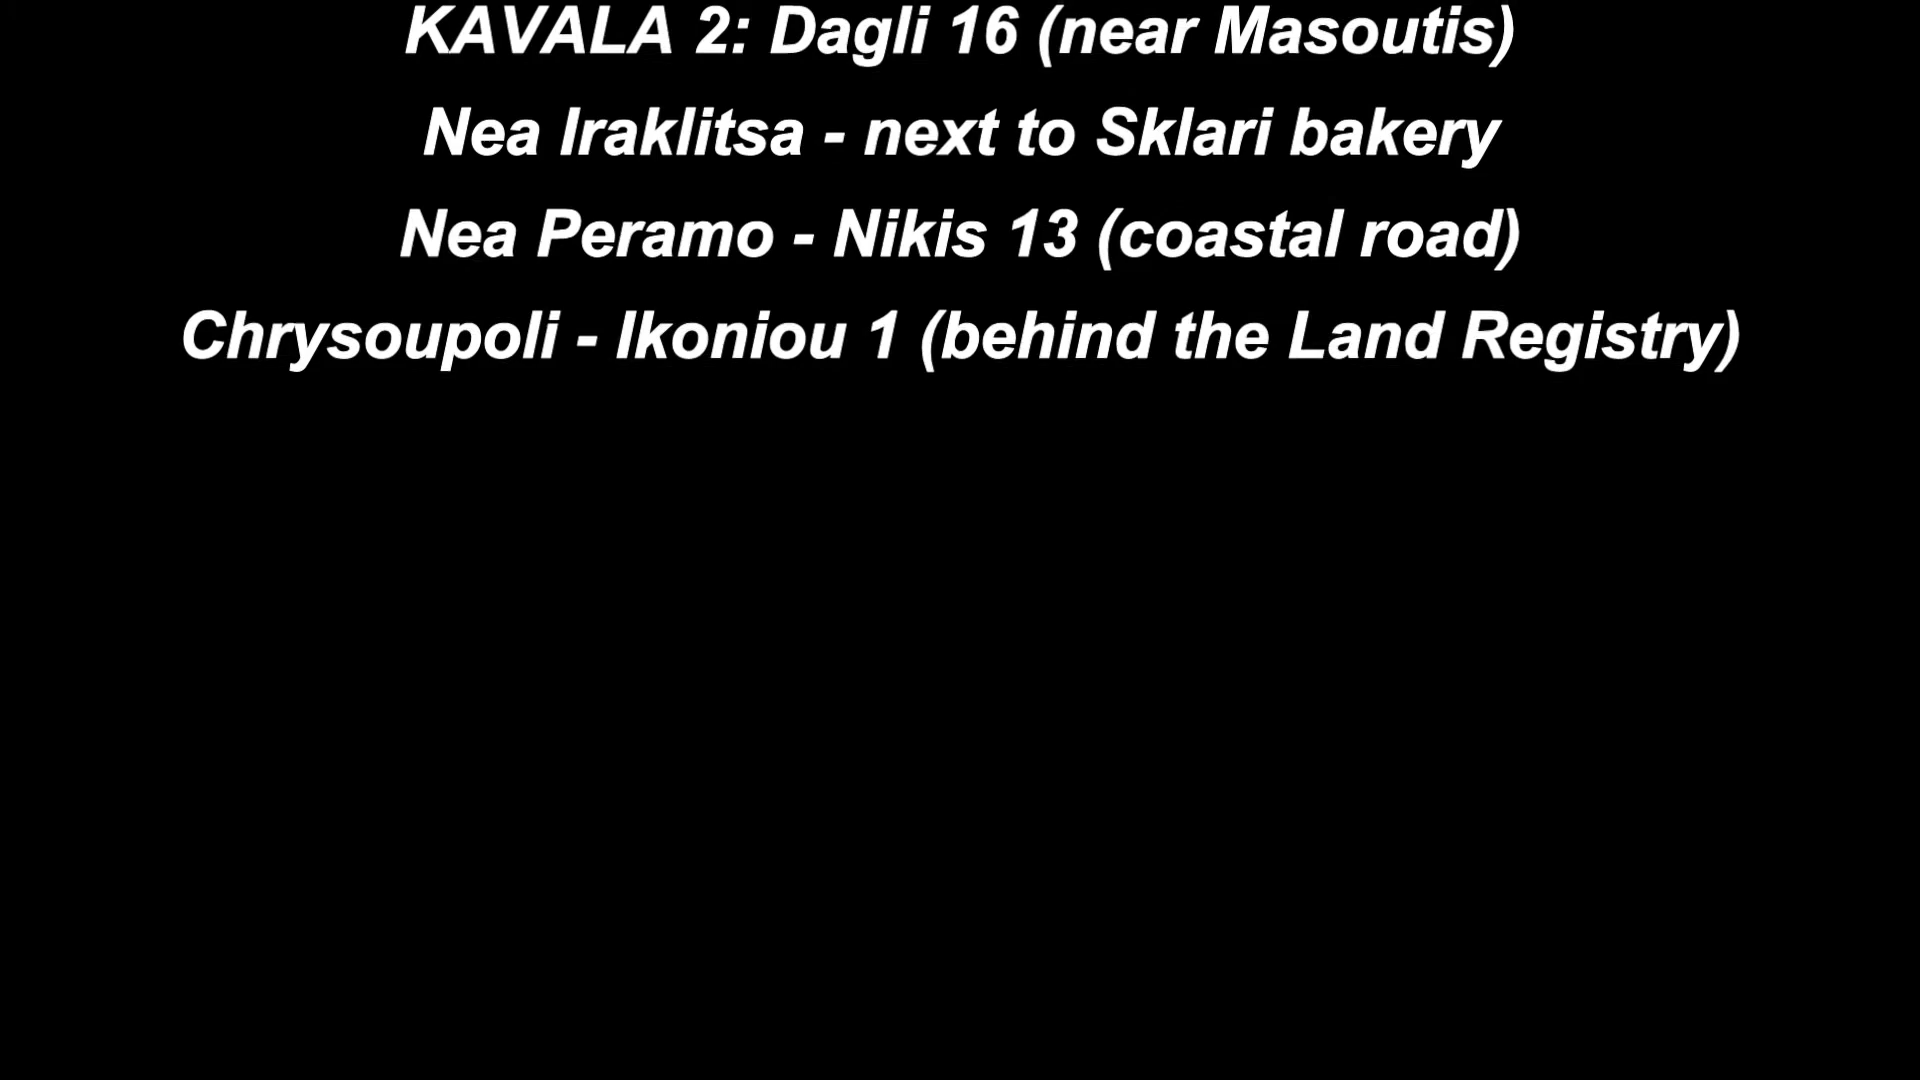 KAVALA 2: Dagli 16 (near Masoutis)
Nea Iraklitsa - next to Sklari bakery
Nea Peramo - Nikis 13 (coastal road)
Chrysoupoli - Ikoniou 1 (behind the Land Registry)